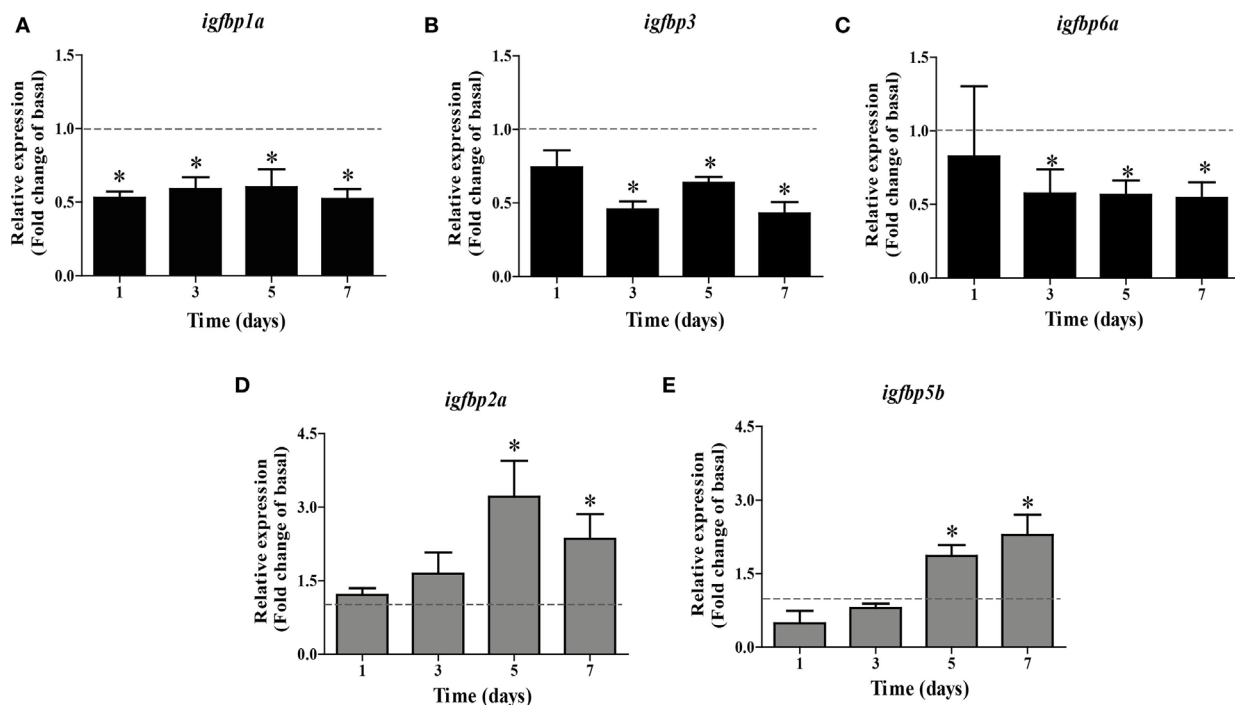 A
igfbp1a
Relative expression
(Fold change of basal)
1.5
1.0
0.5
0.0
* * * *
1 3 5 7
Time (days)
B
igfbp3
Relative expression
(Fold change of basal)
1.5
1.0
0.5
0.0
* * *
1 3 5 7
Time (days)
C
igfbp6a
Relative expression
(Fold change of basal)
1.5
1.0
0.5
0.0
* * *
1 3 5 7
Time (days)
D
igfbp2a
Relative expression
(Fold change of basal)
4.5
3.0
1.5
0.0
* *
1 3 5 7
Time (days)
E
igfbp5b
Relative expression
(Fold change of basal)
4.5
3.0
1.5
0.0
* *
1 3 5 7
Time (days)